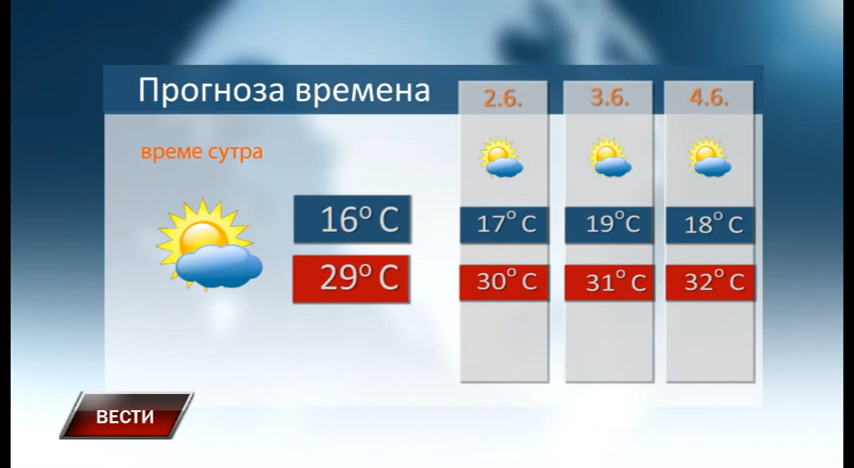 Прогноза времена
време сутра
16° C
29° C
2.6.
17° C
30° C
3.6.
19°C
31° C
4.6.
18° C
32° C
ВЕСТИ